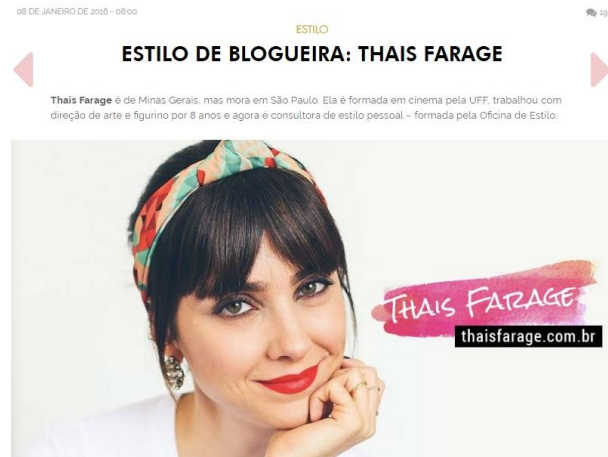 08 DE JANEIRO DE 2016 - 08:00
19
ESTILO
ESTILO DE BLOGUEIRA: THAIS FARAGE
Thais Farage é de Minas Gerais, mas mora em São Paulo. Ela é formada em cinema pela UFF, trabalhou com
direção de arte e figurino por 8 anos e agora é consultora de estilo pessoal – formada pela Oficina de Estilo.
THAIS FARAGE
thaisfarage.com.br